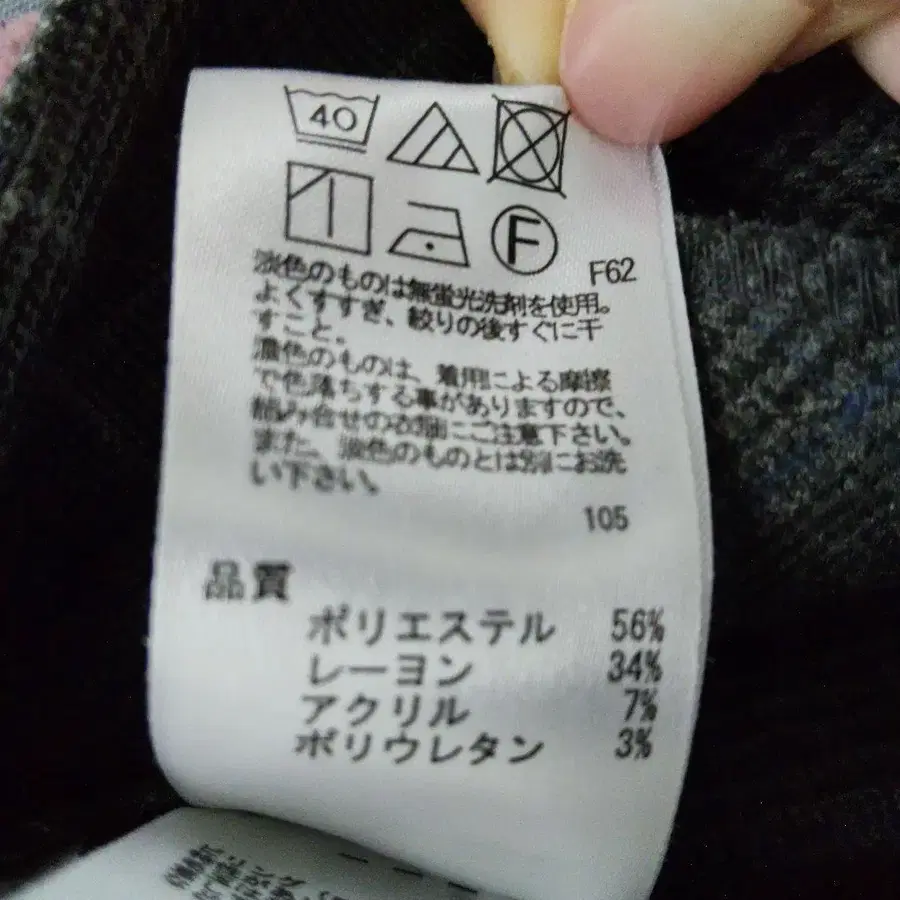 40
F
F62
淡色のものは無蛍光洗剤を使用。
よくすすぎ、絞りの後すぐに干
すこと。
濃色のものは、着用による摩擦
で色落ちする事がありますので、
組み合せの衣服にご注意下さい。
また、淡色のものとは別にお洗
い下さい。
105
品質
ポリエステル 56%
レーヨン 34%
アクリル 7%
ポリウレタン 3%